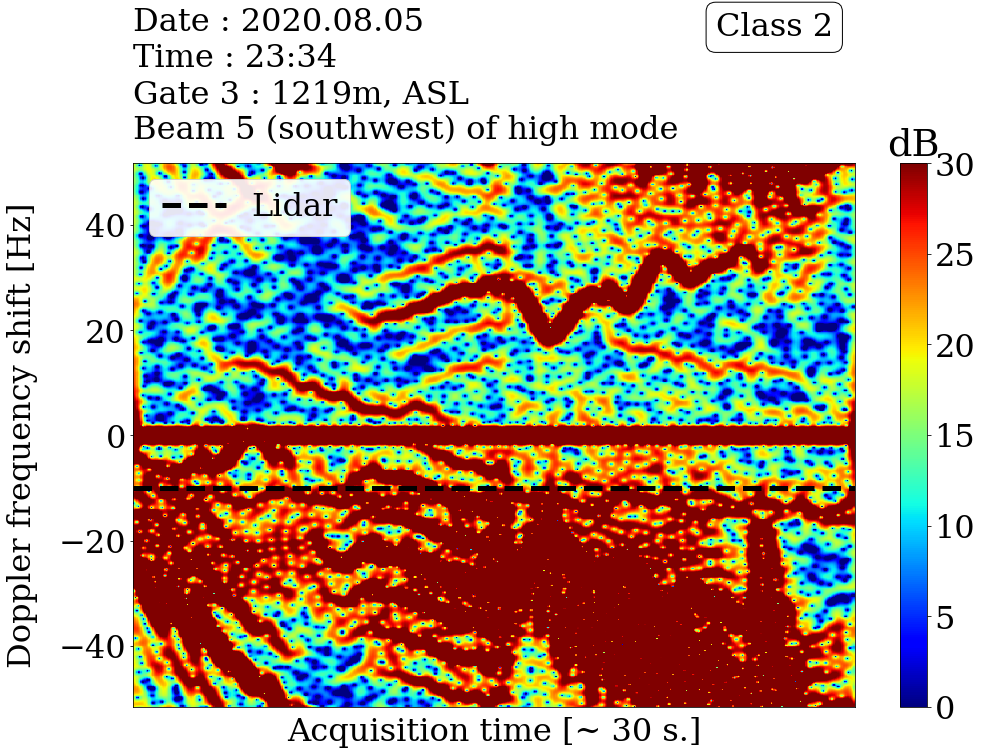 Date : 2020.08.05
Time : 23:34
Gate 3 : 1219m, ASL
Beam 5 (southwest) of high mode
Class 2
dB
Lidar
Doppler frequency shift [Hz]
40
20
0
−20
−40
30
25
20
15
10
5
0
Acquisition time [~ 30 s.]